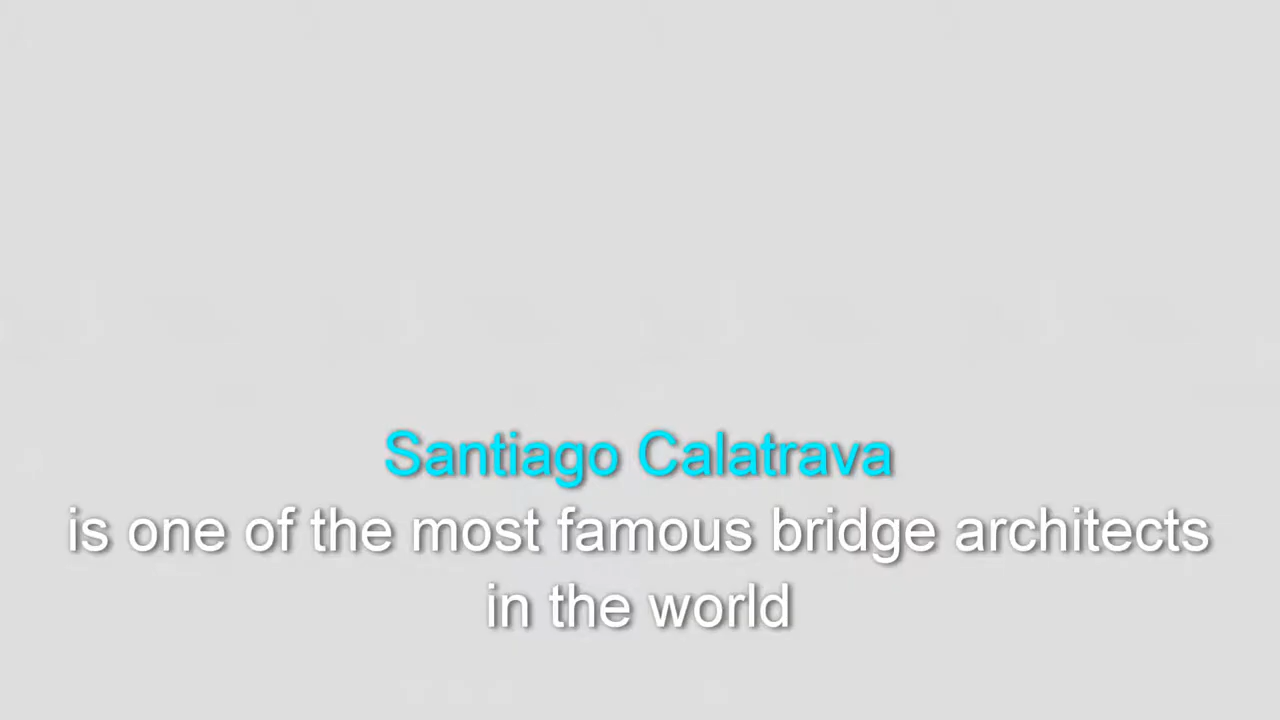 Santiago Calatrava
is one of the most famous bridge architects
in the world